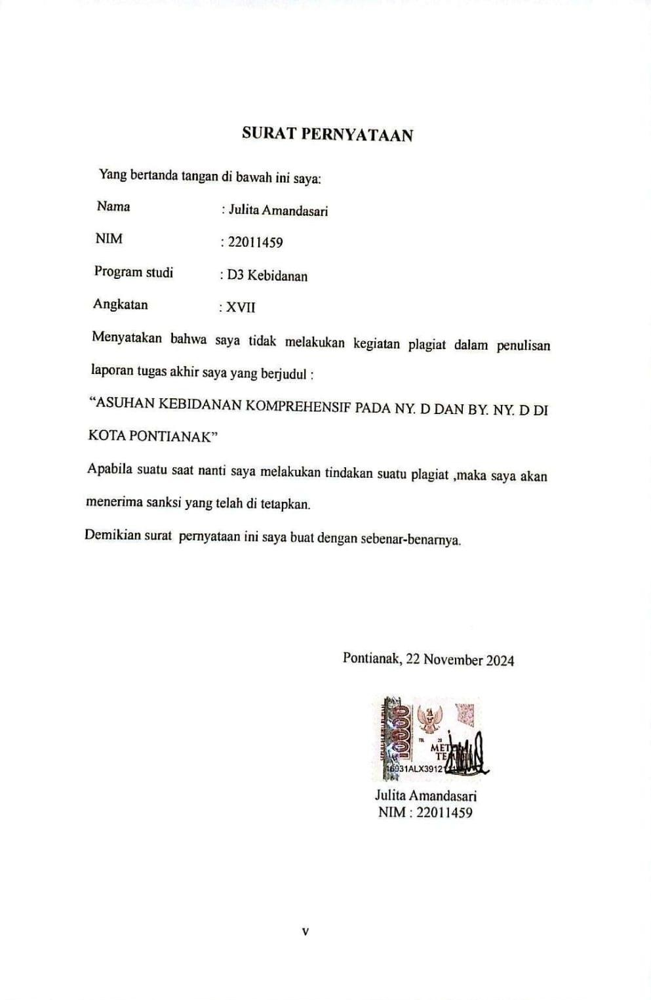 SURAT PERNYATAAN
Yang bertanda tangan di bawah ini saya:
Nama : Julita Amandasari
NIM : 22011459
Program studi : D3 Kebidanan
Angkatan : XVII
Menyatakan bahwa saya tidak melakukan kegiatan plagiat dalam penulisan
laporan tugas akhir saya yang berjudul :
“ASUHAN KEBIDANAN KOMPREHENSIF PADA NY. D DAN BY. NY. D DI
KOTA PONTIANAK”
Apabila suatu saat nanti saya melakukan tindakan suatu plagiat ,maka saya akan
menerima sanksi yang telah di tetapkan.
Demikian surat pernyataan ini saya buat dengan sebenar-benarnya.
Pontianak, 22 November 2024
10000
Julita Amandasari
NIM : 22011459
v